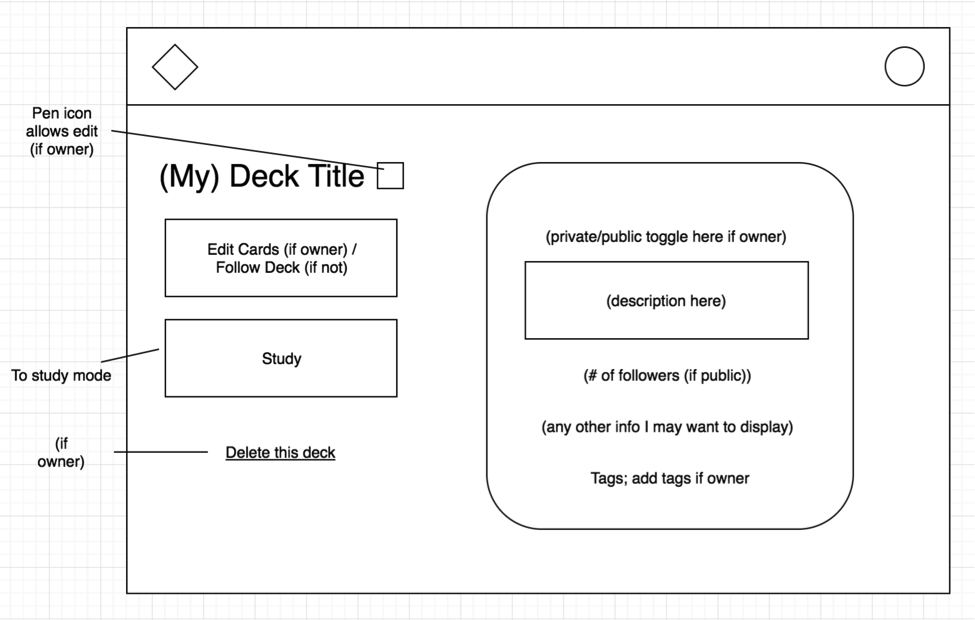 Pen icon
allows edit
(if owner)
(My) Deck Title
Edit Cards (if owner) /
Follow Deck (if not)
Study
To study mode
(if
owner)
Delete this deck
(private/public toggle here if owner)
(description here)
(# of followers (if public))
(any other info I may want to display)
Tags; add tags if owner